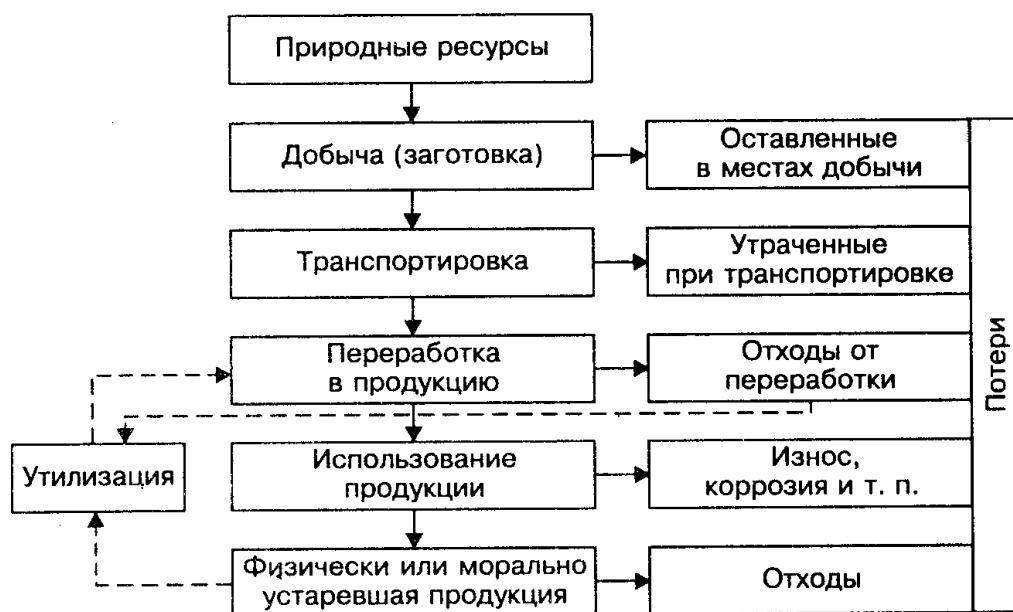 Природные ресурсы
Добыча (заготовка)
Оставленные
в местах добычи
Транспортировка
Утраченные
при транспортировке
Переработка
в продукцию
Отходы от
переработки
Потери
Утилизация
Использование
продукции
Износ,
коррозия и т. п.
Физически или морально
устаревшая продукция
Отходы